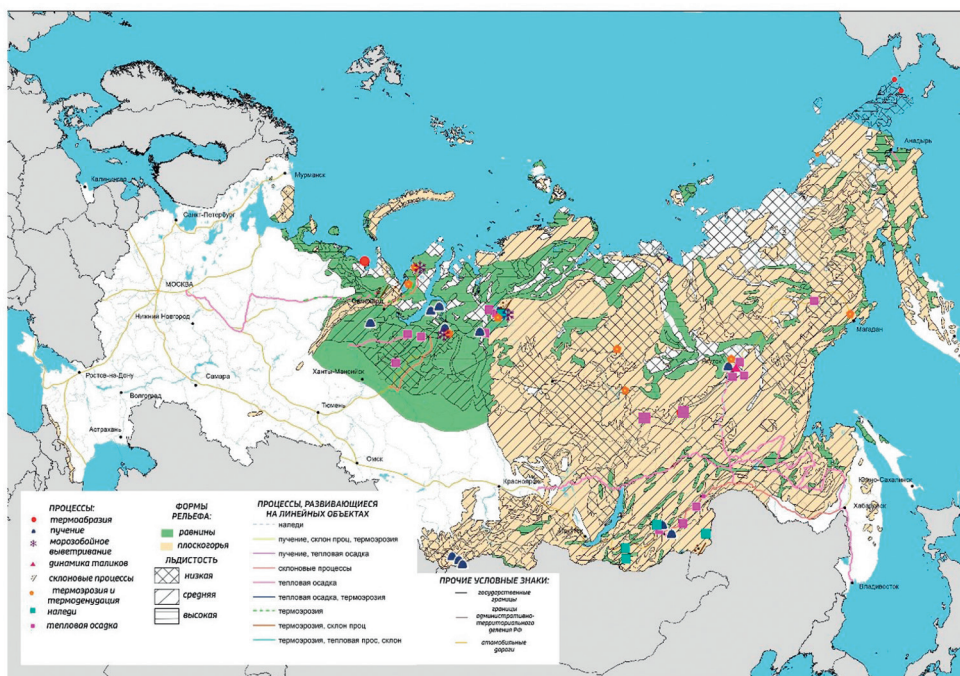 Анадырь
Мурманск
Калининград
Санкт-Петербург
МОСКВА
Салехард
Магадан
Нижний Новгород
Якутск
Ханты-Мансийск
Ростов-на-Дону
Самара
Волгоград
Тюмень
Астрахань
Омск
Красноярск
Южно-Сахалинск
Хабаровск
Иркутск
Владивосток
ПРОЦЕССЫ:
термоабразия
пучение
морозобойное
выветривание
динамика таликов
склоновые процессы
термоэрозия и
термоденудация
наледи
тепловая осадка
ФОРМЫ
РЕЛЬЕФА:
равнины
плоскогорья
ЛЬДИСТОСТЬ
низкая
средняя
высокая
ПРОЦЕССЫ, РАЗВИВАЮЩИЕСЯ
НА ЛИНЕЙНЫХ ОБЪЕКТАХ
наледи
пучение, склон проц, термоэрозия
пучение, тепловая осадка
склоновые процессы
тепловая осадка
тепловая осадка, термоэрозия
термоэрозия
термоэрозия, склон проц
термоэрозия, тепловая прос, склон
ПРОЧИЕ УСЛОВНЫЕ ЗНАКИ:
государственные
границы
границы
административно-
территориального
деления РФ
атомобильные
дороги